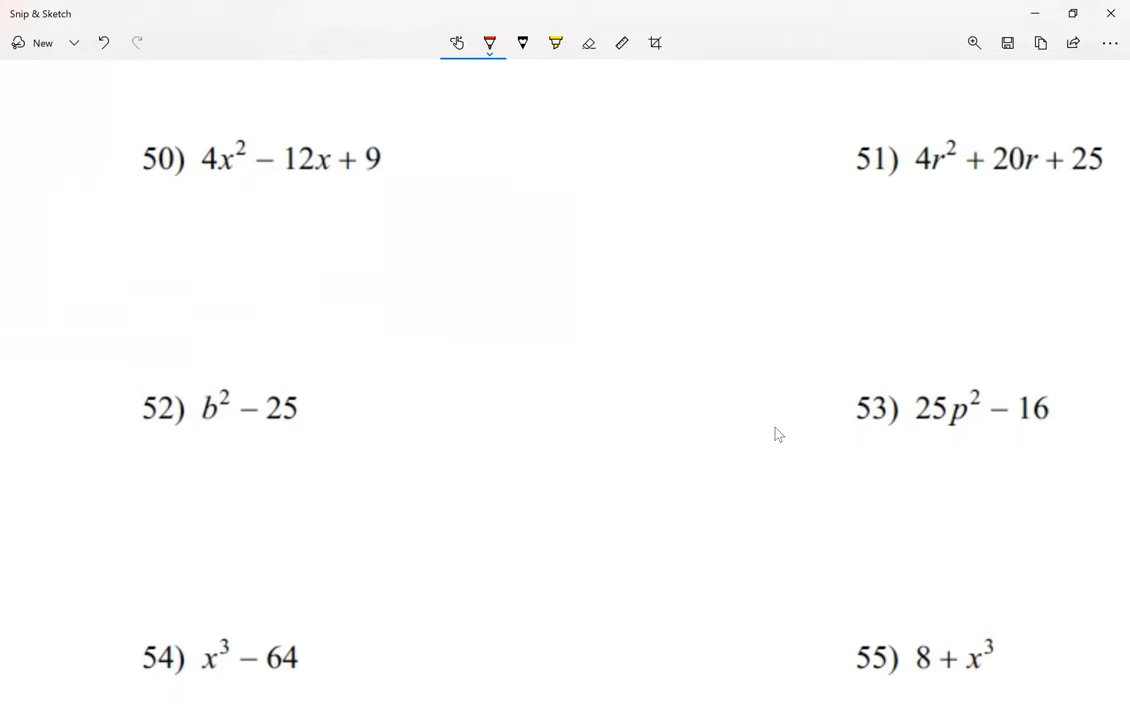 Snip & Sketch
New
50) 4x² – 12x + 9
51) 4r² + 20r + 25
52) b² – 25
53) 25p² – 16
54) x³ – 64
55) 8 + x³